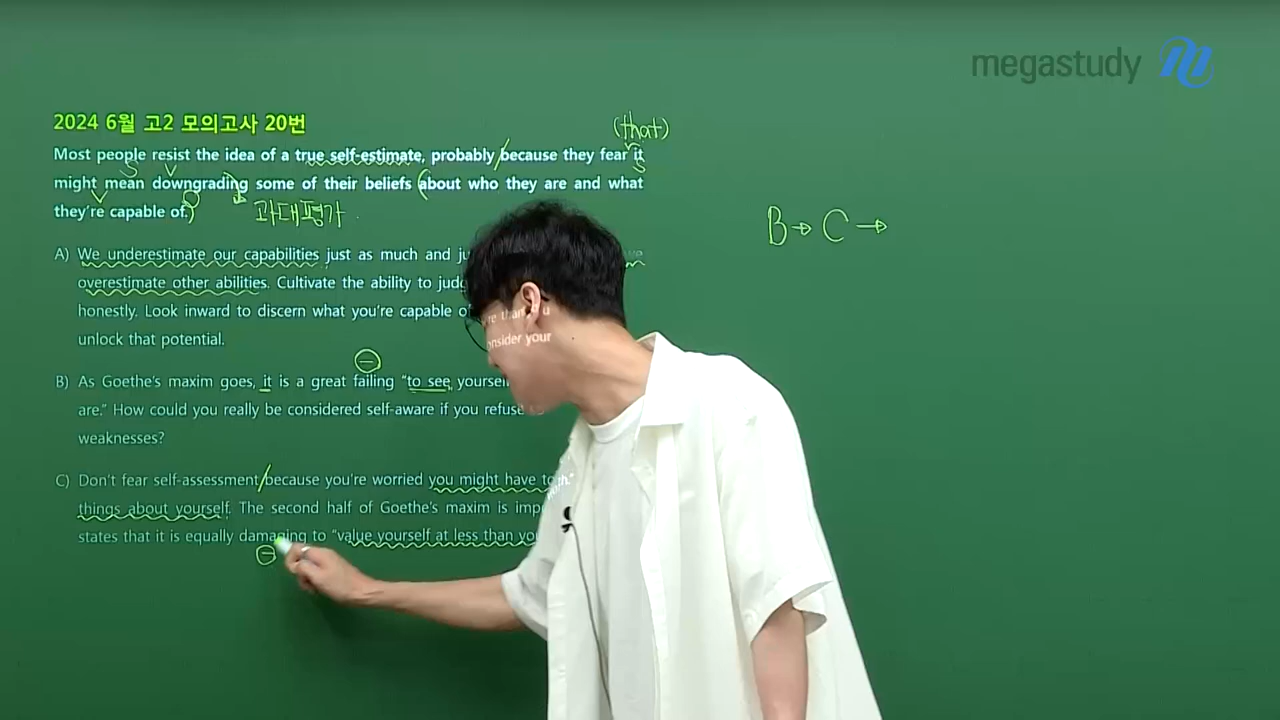 megastudy
2024 6월 고2 모의고사 20번
(that)
Most people resist the idea of a true self-estimate, probably because they fear it
S
S
might mean downgrading some of their beliefs about who they are and what
V
V
they're capable of.
과대평가
B→C→
A) We underestimate our capabilities just as much and
overestimate other abilities. Cultivate the ability to
honestly. Look inward to discern what you're capable
unlock that potential.
B) As Goethe's maxim goes, it is a great failing "to see
are." How could you really be considered self-aware if you refuse
weaknesses?
C) Don't fear self-assessment because you're worried you might have to
things about yourself. The second half of Goethe's maxim is
states that it is equally damaging to "value yourself at less than